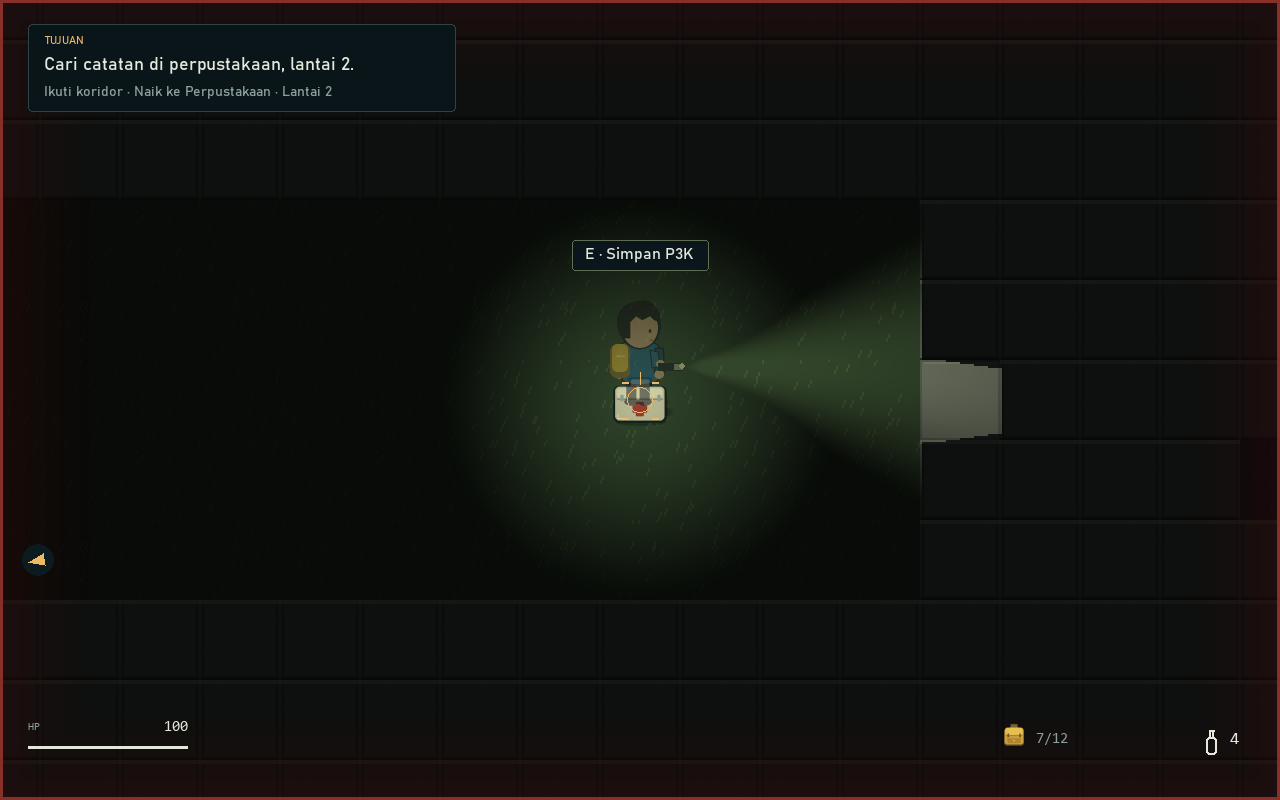 TUJUAN
Cari catatan di perpustakaan, lantai 2.
Ikuti koridor · Naik ke Perpustakaan · Lantai 2
E · Simpan P3K
HP 100
7/12
4